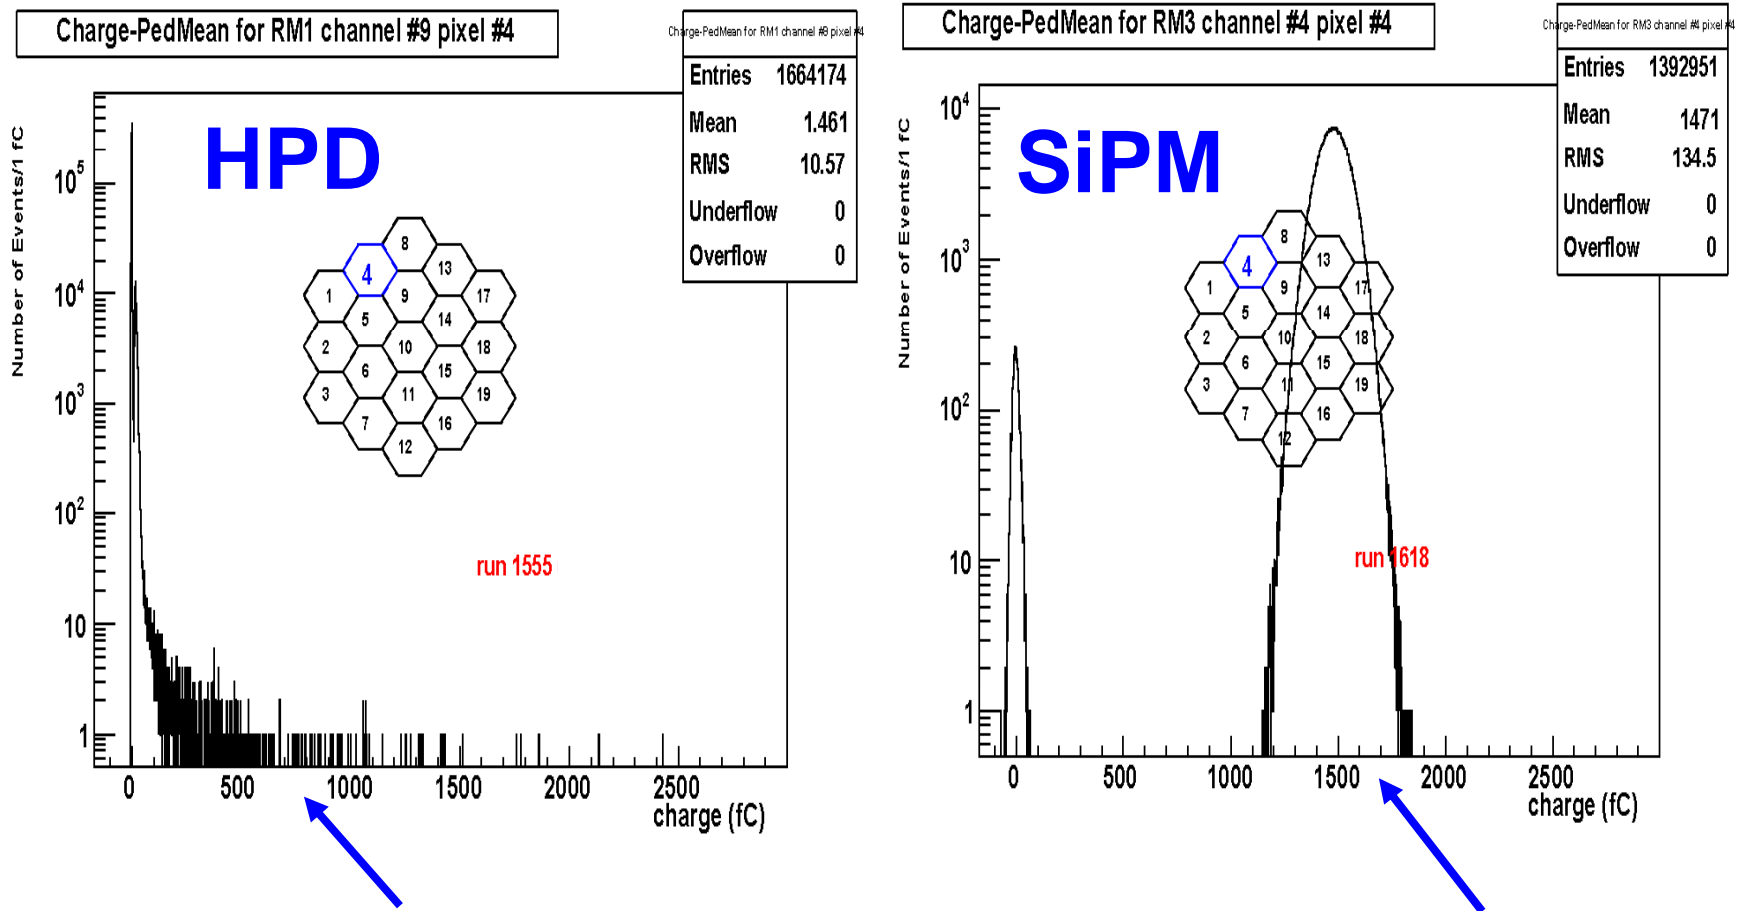 Charge-PedMean for RM1 channel #9 pixel #4
Charge-PedMean for RM1 channel #9 pixel #4
Entries 1664174
Mean 1.461
RMS 10.57
Underflow 0
Overflow 0
HPD
Number of Events/1 fC
10^5
10^4
10^3
10^2
10
1
8
4
13
1
9
17
5
14
2
10
18
6
15
3
11
19
7
16
12
run 1555
0 500 1000 1500 2000 2500
charge (fC)
Charge-PedMean for RM3 channel #4 pixel #4
Charge-PedMean for RM3 channel #4 pixel #4
Entries 1392951
Mean 1471
RMS 134.5
Underflow 0
Overflow 0
SiPM
Number of Events/1 fC
10^4
10^3
10^2
10
1
8
4
13
1
9
17
5
14
2
10
18
6
15
3
11
19
7
16
12
run 1618
0 500 1000 1500 2000 2500
charge (fC)